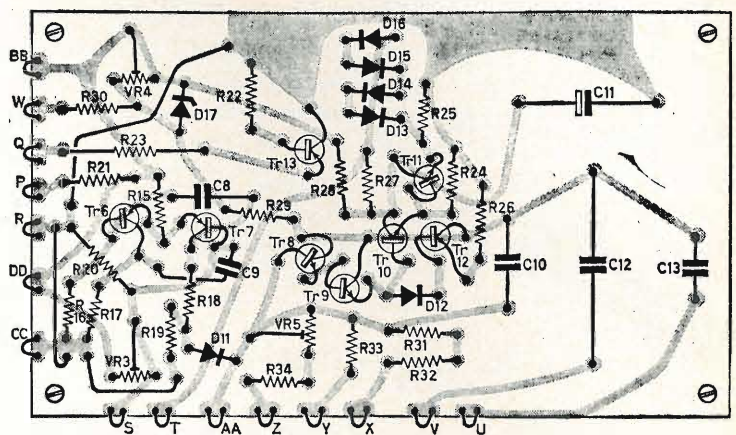 D16
BB
D15
VR4
R22
D14
R25
C11
W
R30
D17
D13
Q
R23
Tr13
Tr11
R21
R28
R27
R24
P
R15
C8
R29
R26
R
Tr6
Tr7
Tr8
Tr10
Tr12
DD
R20
C9
C10
C12
C13
Tr9
D12
R16
R17
R18
VR5
CC
R19
D11
R33
R31
R34
R32
VR3
S T AA Z Y X V U